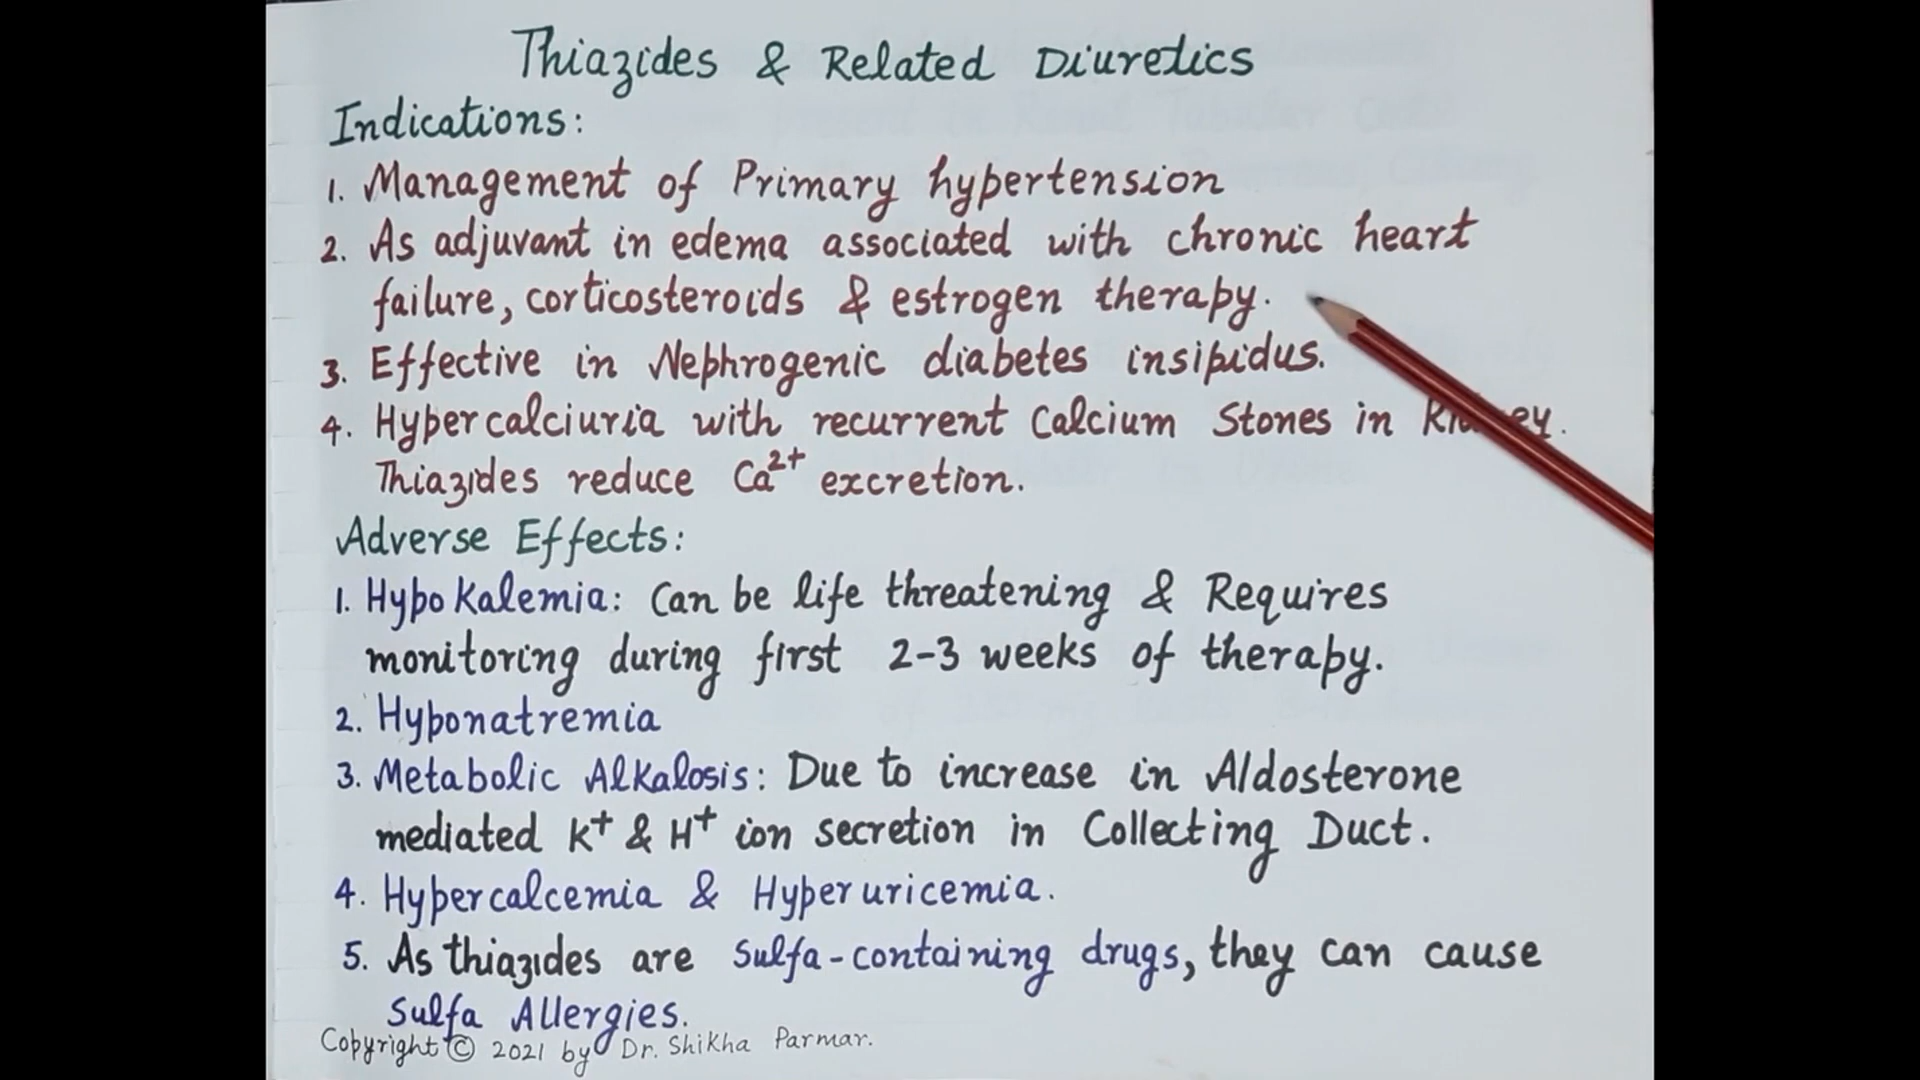 Thiazides & Related Diuretics
Indications:
1. Management of Primary hypertension
2. As adjuvant in edema associated with chronic heart
failure, corticosteroids & estrogen therapy.
3. Effective in Nephrogenic diabetes insipidus.
4. Hypercalciuria with recurrent Calcium Stones in Kidney.
Thiazides reduce Ca2+ excretion.
Adverse Effects:
1. HypoKalemia: Can be life threatening & Requires
monitoring during first 2-3 weeks of therapy.
2. Hyponatremia
3. Metabolic Alkalosis: Due to increase in Aldosterone
mediated K+ & H+ ion secretion in Collecting Duct.
4. Hypercalcemia & Hyperuricemia.
5. As thiazides are Sulfa-containing drugs, they can cause
Sulfa Allergies.
Copyright © 2021 by Dr. Shikha Parmar.